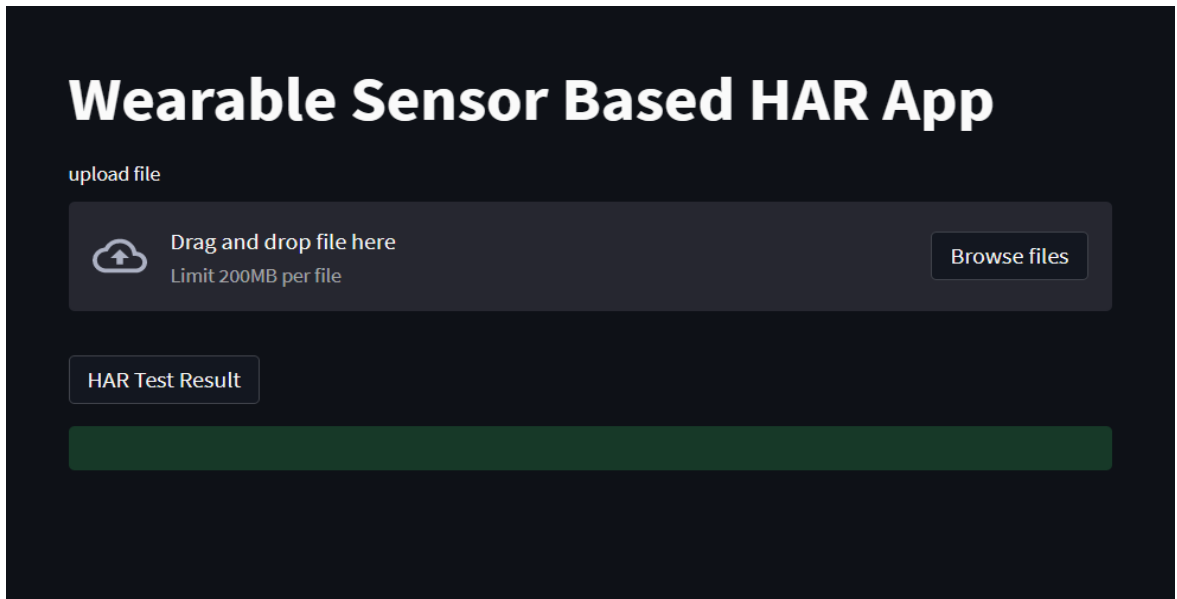 Wearable Sensor Based HAR App
upload file
Drag and drop file here
Limit 200MB per file
Browse files
HAR Test Result